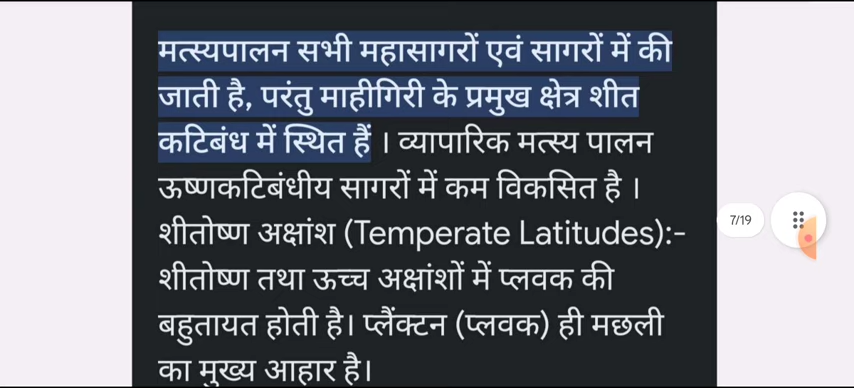 मत्स्यपालन सभी महासागरों एवं सागरों में की
जाती है, परंतु माहीगिरी के प्रमुख क्षेत्र शीत
कटिबंध में स्थित हैं । व्यापारिक मत्स्य पालन
ऊष्णकटिबंधीय सागरों में कम विकसित है ।
शीतोष्ण अक्षांश (Temperate Latitudes):-
शीतोष्ण तथा ऊच्च अक्षांशों में प्लवक की
बहुतायत होती है। प्लैंक्टन (प्लवक) ही मछली
का मुख्य आहार है।
7/19